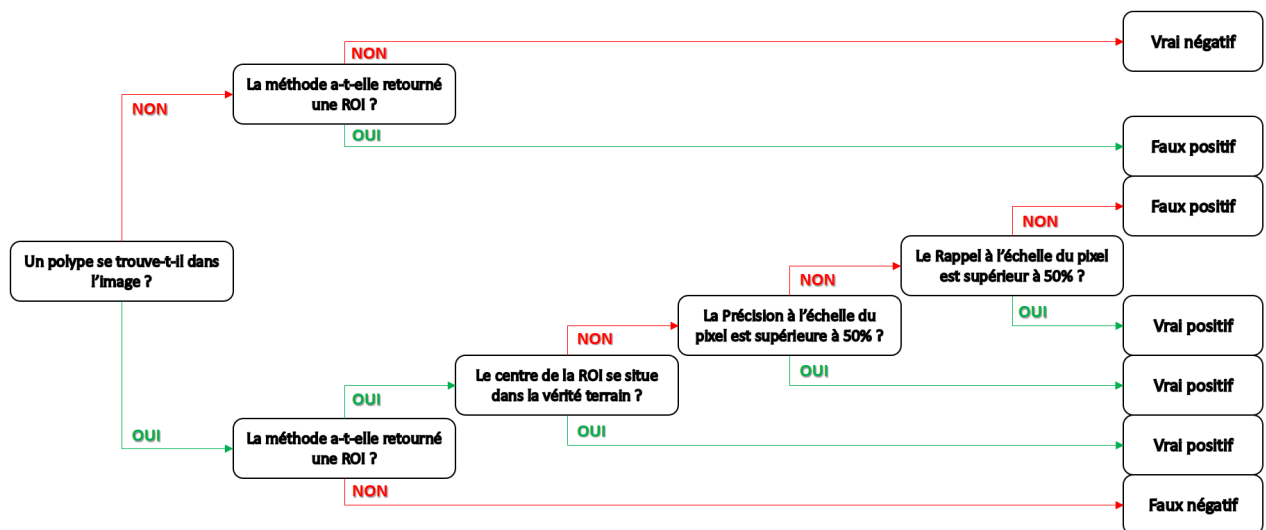 NON
Vrai négatif
La méthode a-t-elle retourné
une ROI ?
NON
OUI
Faux positif
Faux positif
NON
Un polype se trouve-t-il dans
l'image ?
Le Rappel à l'échelle du pixel
est supérieur à 50% ?
NON
OUI
La Précision à l'échelle du
pixel est supérieure à 50% ?
Vrai positif
NON
OUI
Le centre de la ROI se situe
dans la vérité terrain ?
Vrai positif
OUI
OUI
OUI
La méthode a-t-elle retourné
une ROI ?
Vrai positif
NON
Faux négatif